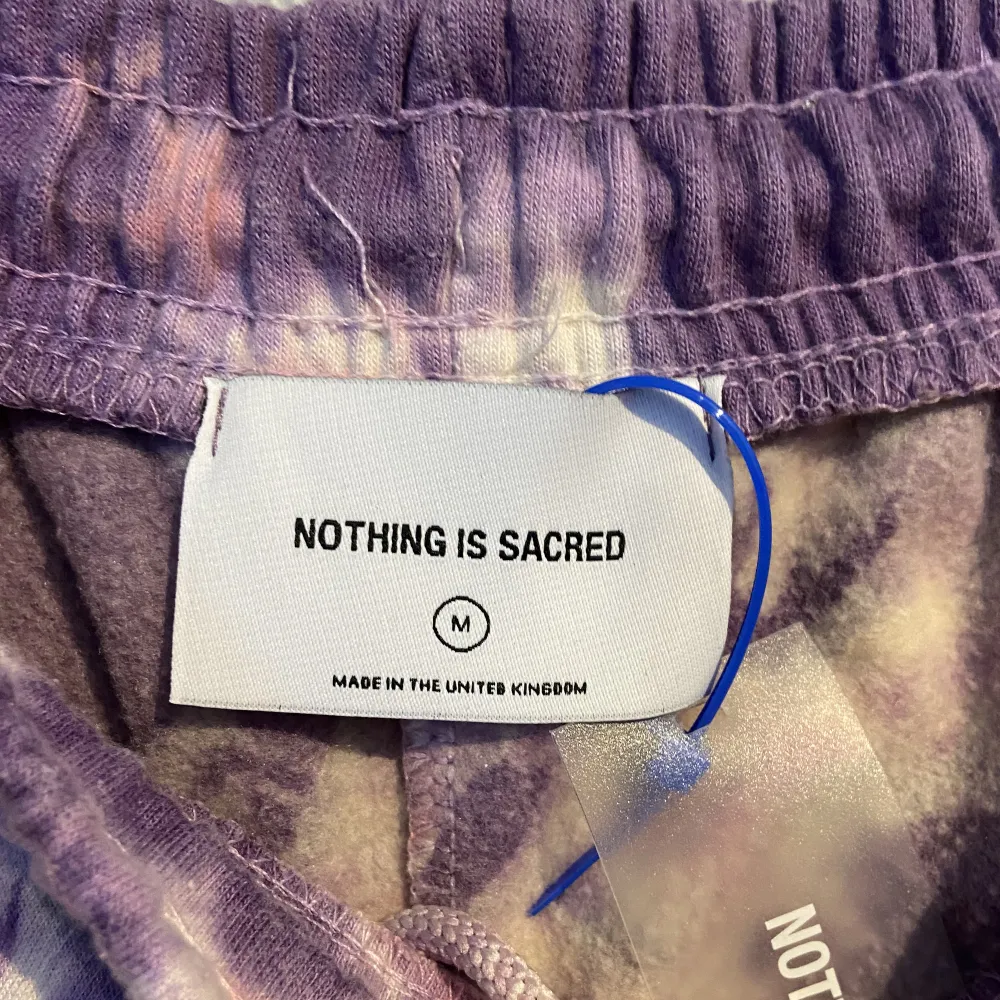 NOTHING IS SACRED
M
MADE IN THE UNITED KINGDOM
NOT